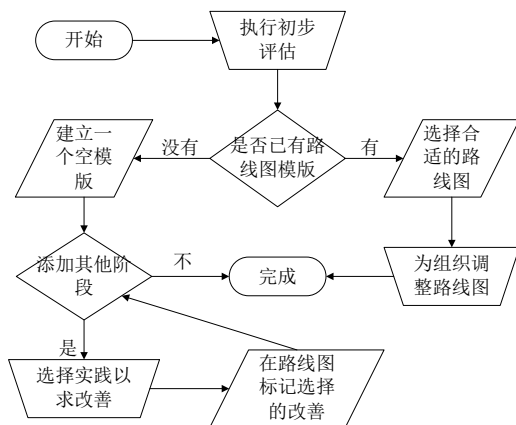 开始
执行初步
评估
建立一
个空模
版
没有
是否已有路
线图模版
有
选择合
适的路
线图
添加其他阶
段
不
完成
为组织调
整路线图
是
选择实践以
求改善
在路线图
标记选择
的改善